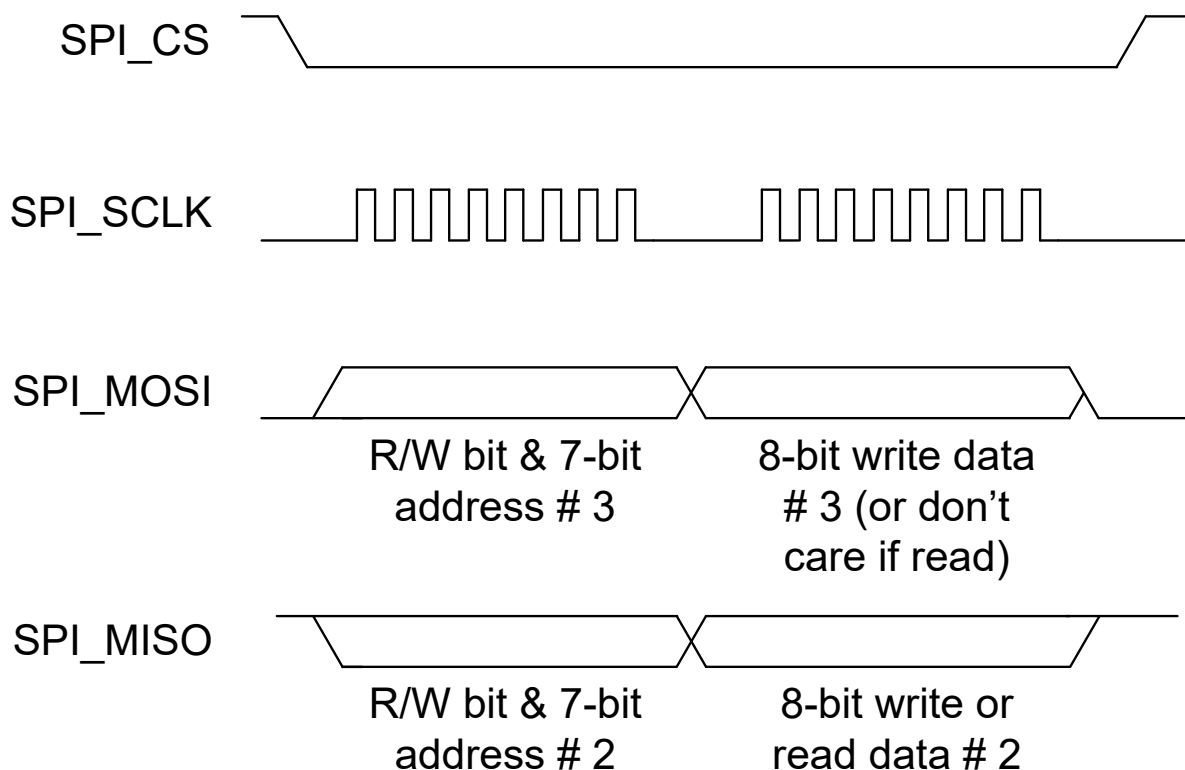 SPI_CS
SPI_SCLK
SPI_MOSI
R/W bit & 7-bit
address # 3
8-bit write data
# 3 (or don’t
care if read)
SPI_MISO
R/W bit & 7-bit
address # 2
8-bit write or
read data # 2